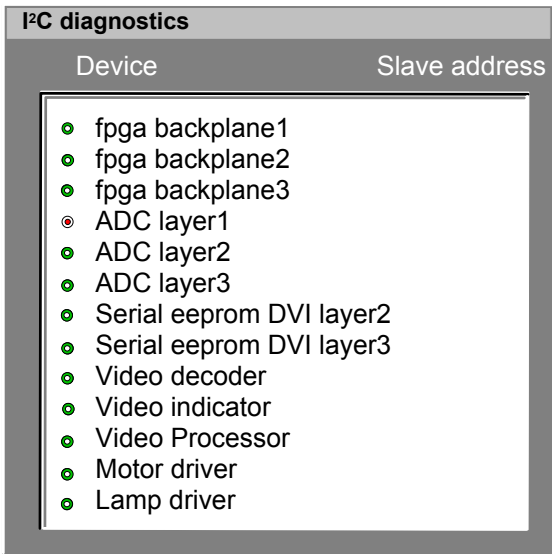 I²C diagnostics
Device Slave address
fpga backplane1
fpga backplane2
fpga backplane3
ADC layer1
ADC layer2
ADC layer3
Serial eeprom DVI layer2
Serial eeprom DVI layer3
Video decoder
Video indicator
Video Processor
Motor driver
Lamp driver